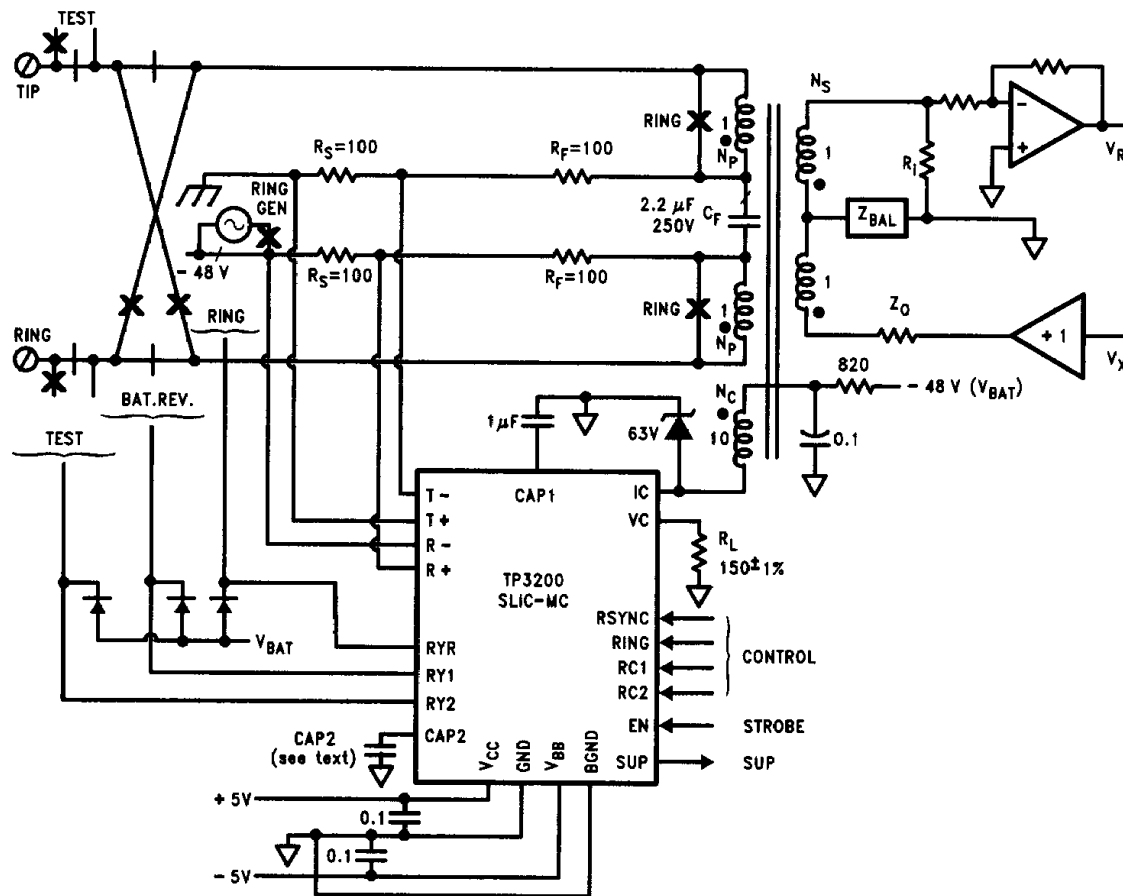 TEST
TIP
RING
1
N_P
N_S
1
R_S=100
R_F=100
RING GEN
2.2 μF
250V
C_F
R_I
V_R
Z_BAL
- 48 V
R_S=100
R_F=100
RING
1
N_P
1
Z_O
+ 1
V_X
RING
RING
820
- 48 V (V_BAT)
BAT.REV.
N_C
10
0.1
1 μF
63V
TEST
T -
CAP1
IC
T +
VC
R -
R +
R_L
150±1%
TP3200
SLIC-MC
V_BAT
RYR
RY1
RY2
RSYNC
RING
RC1
RC2
CONTROL
EN
STROBE
CAP2
(see text)
CAP2
V_CC
GND
V_BB
BGND
SUP
SUP
+ 5V
0.1
0.1
- 5V